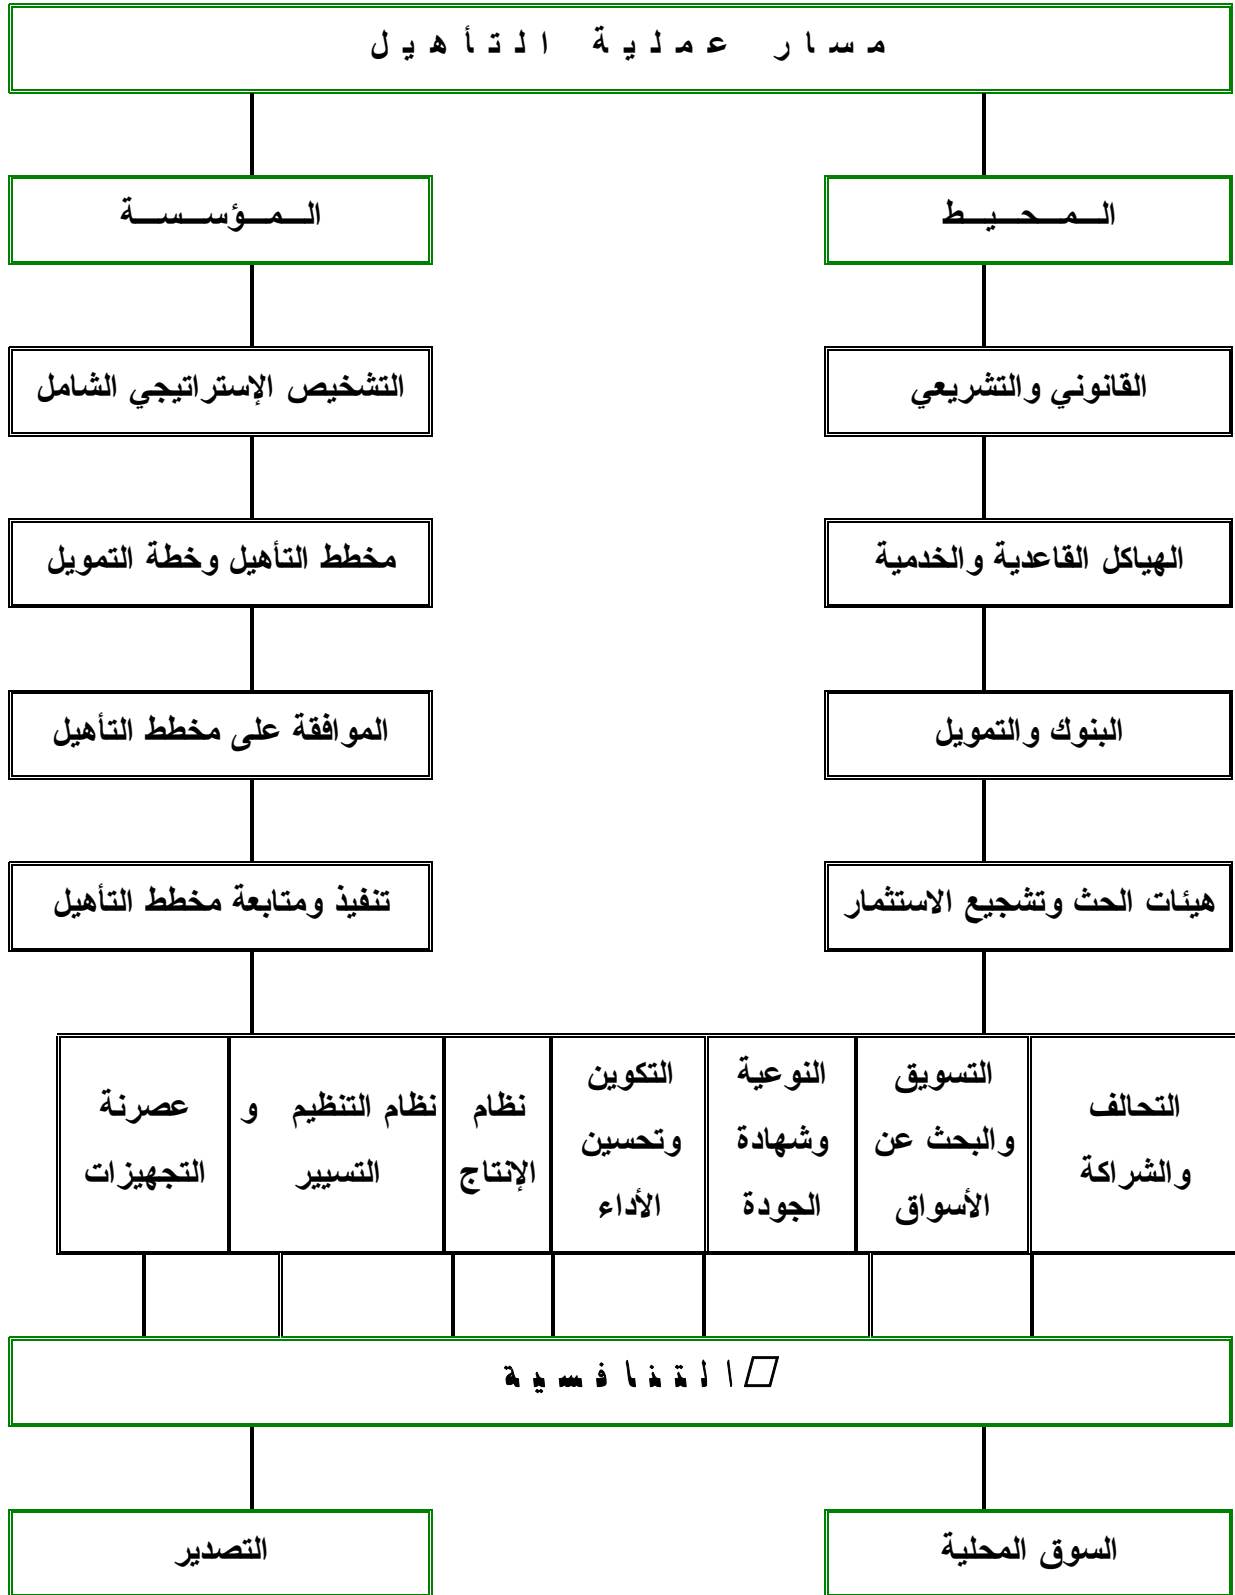 مسار عملية التأهيل
المحيط
المؤسسة
القانوني والتشريعي
التشخيص الإستراتيجي الشامل
الهياكل القاعدية والخدمية
مخطط التأهيل وخطة التمويل
البنوك والتمويل
الموافقة على مخطط التأهيل
هيئات الحث وتشجيع الاستثمار
تنفيذ ومتابعة مخطط التأهيل
التحالف
والشراكة
التسويق
والبحث عن
الأسواق
النوعية
وشهادة
الجودة
التكوين
وتحسين
الأداء
نظام
الإنتاج
نظام التنظيم و
التسيير
عصرنة
التجهيزات
التنافسية
السوق المحلية
التصدير